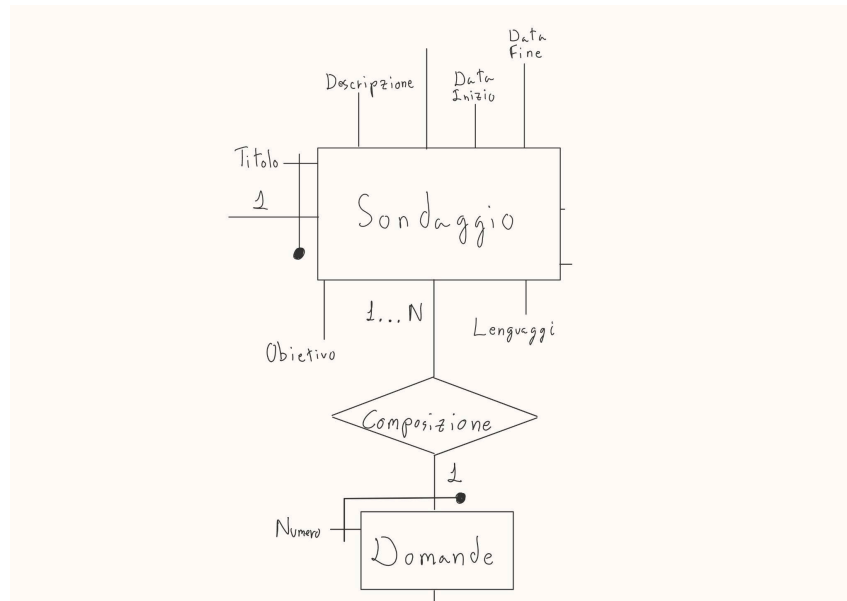 Data
Fine
Descripzione
Data
Inizio
Titolo
1
Sondaggio
1...N
Lenguaggi
Obietivo
Composizione
1
Numero
Domande